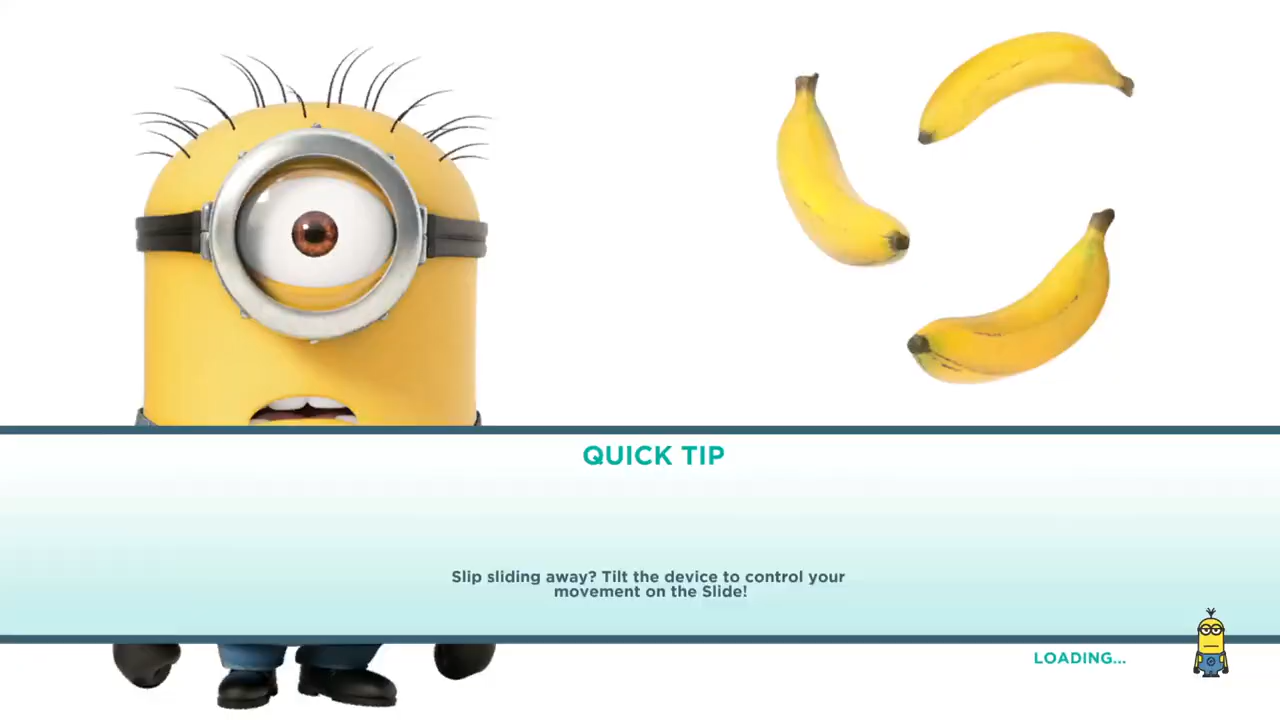 QUICK TIP
Slip sliding away? Tilt the device to control your
movement on the Slide!
LOADING...